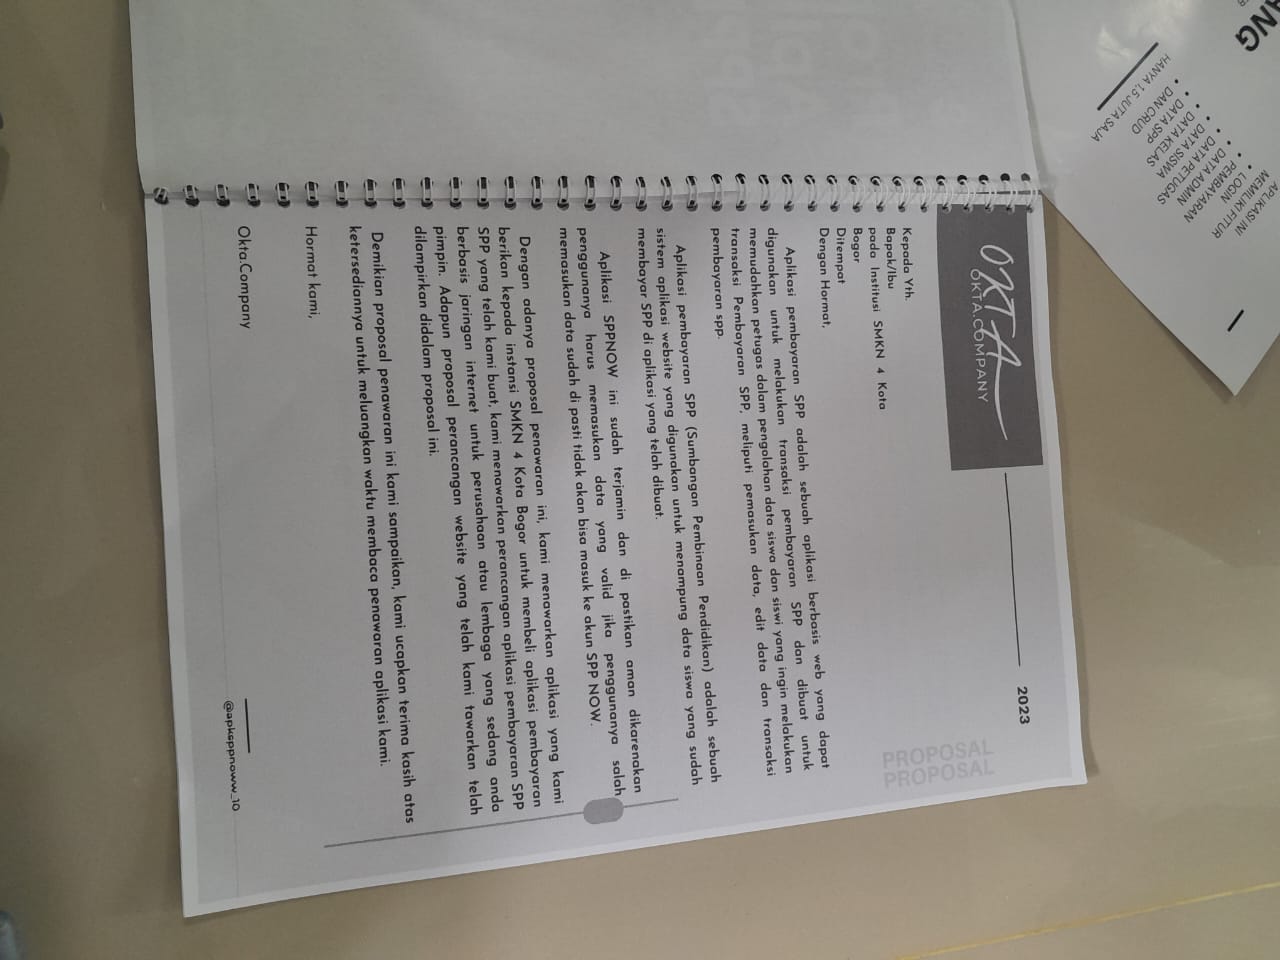 OKTA
OKTA.COMPANY
2023
PROPOSAL
PROPOSAL
Kepada Yth.
Bapak/Ibu
pada Institusi SMKN 4 Kota
Bogor
Ditempat
Dengan Hormat,
Aplikasi pembayaran SPP adalah sebuah aplikasi berbasis web yang dapat
digunakan untuk melakukan transaksi pembayaran SPP dan dibuat untuk
memudahkan petugas dalam pengolahan data siswa dan siswi yang ingin melakukan
transaksi Pembayaran SPP, meliputi pemasukan data, edit data dan transaksi
pembayaran spp.
Aplikasi pembayaran SPP (Sumbangan Pembinaan Pendidikan) adalah sebuah
sistem aplikasi website yang digunakan untuk menampung data siswa yang sudah
membayar SPP di aplikasi yang telah dibuat.
Aplikasi SPPNOW ini sudah terjamin dan di pastikan aman dikarenakan
penggunanya harus memasukan data yang valid jika penggunanya salah
memasukan data sudah di pasti tidak akan bisa masuk ke akun SPP NOW.
Dengan adanya proposal penawaran ini, kami menawarkan aplikasi yang kami
berikan kepada instansi SMKN 4 Kota Bogor untuk membeli aplikasi pembayaran
SPP yang telah kami buat, kami menawarkan perancangan aplikasi pembayaran SPP
berbasis jaringan internet untuk perusahaan atau lembaga yang sedang anda
pimpin. Adapun proposal perancangan website yang telah kami tawarkan telah
dilampirkan didalam proposal ini.
Demikian proposal penawaran ini kami sampaikan, kami ucapkan terima kasih atas
ketersediannya untuk meluangkan waktu membaca penawaran aplikasi kami.
Hormat kami,
Okta.Company
@apksppnoww_10
ANG
APLIKASI INI
MEMILIKI FITUR
LOGIN
PEMBAYARAN
DATA PETUGAS
DATA ADMIN
DATA SISWA
DATA KELAS
DATA SPP
DAN CRUD
HANYA 1,5 JUTA SAJA